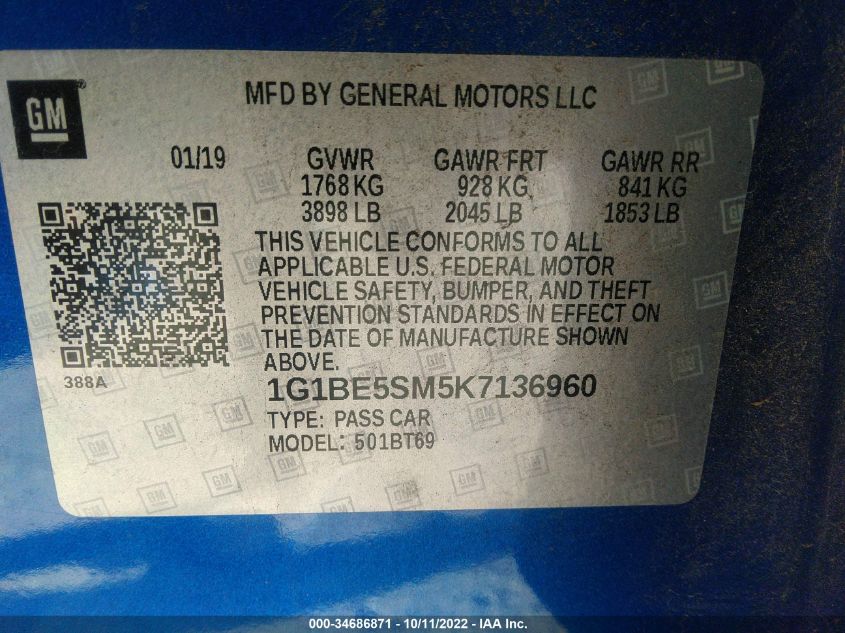 GM
MFD BY GENERAL MOTORS LLC
01/19 GVWR GAWR FRT GAWR RR
1768 KG 928 KG 841 KG
3898 LB 2045 LB 1853 LB
THIS VEHICLE CONFORMS TO ALL
APPLICABLE U.S. FEDERAL MOTOR
VEHICLE SAFETY, BUMPER, AND THEFT
PREVENTION STANDARDS IN EFFECT ON
THE DATE OF MANUFACTURE SHOWN
ABOVE.
388A
1G1BE5SM5K7136960
TYPE: PASS CAR
MODEL: 501BT69
000-34686871 - 10/11/2022 - IAA Inc.